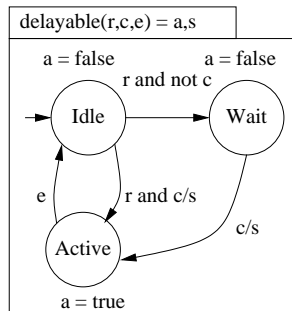 delayable(r,c,e) = a,s
a = false
a = false
r and not c
Idle
Wait
e
r and c/s
c/s
Active
a = true